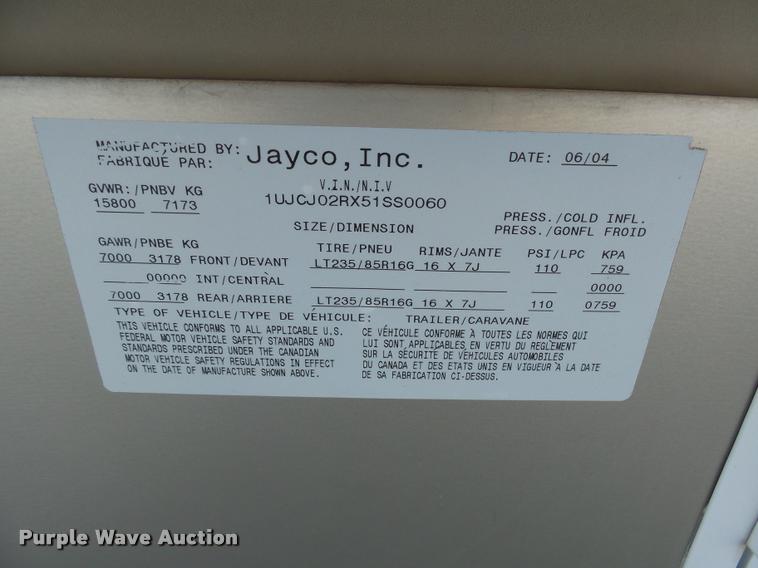 MANUFACTURED BY: Jayco, Inc. DATE: 06/04
FABRIQUÉ PAR:
GVWR:/PNBV KG V.I.N./N.I.V
15800 7173 1UJCJ02RX51SS0060
SIZE/DIMENSION PRESS./COLD INFL.
PRESS./GONFL FROID
GAWR/PNBE KG TIRE/PNEU RIMS/JANTE PSI/LPC KPA
7000 3178 FRONT/DEVANT LT235/85R16G 16 X 7J 110 759
00000 INT/CENTRAL 0000
7000 3178 REAR/ARRIERE LT235/85R16G 16 X 7J 110 0759
TYPE OF VEHICLE/TYPE DE VÉHICULE: TRAILER/CARAVANE
THIS VEHICLE CONFORMS TO ALL APPLICABLE U.S.
FEDERAL MOTOR VEHICLE SAFETY STANDARDS AND
STANDARDS PRESCRIBED UNDER THE CANADIAN
MOTOR VEHICLE SAFETY REGULATIONS IN EFFECT
ON THE DATE OF MANUFACTURE SHOWN ABOVE.
CE VÉHICULE CONFORME À TOUTES LES NORMES QUI
LUI SONT APPLICABLES EN VERTU DU REGLEMENT
SUR LA SÉCURITE DE VÉHICULES AUTOMOBILES
DU CANADA ET DES ETATS UNIS EN VIGUEUR A LA DATE
DE SA FABRICATION CI-DESSUS.
Purple Wave Auction